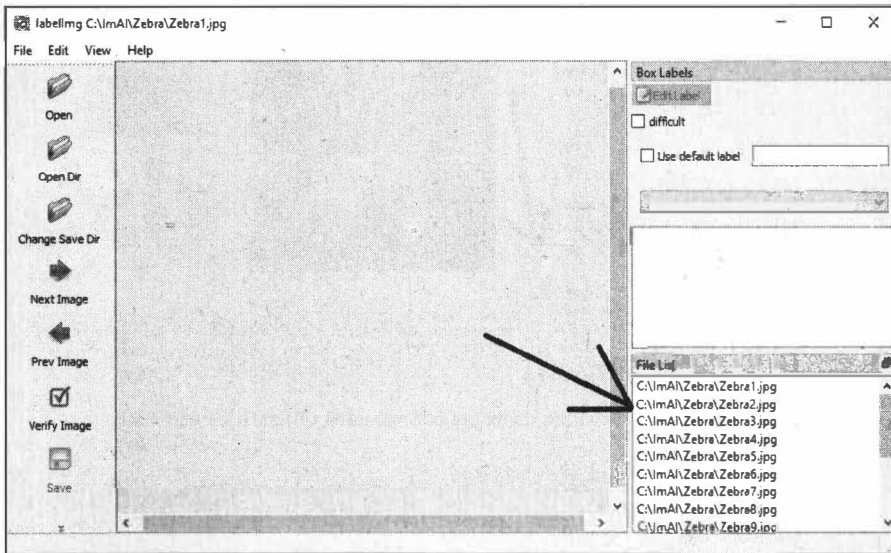 labelImg C:\ImAI\Zebra\Zebra1.jpg
File Edit View Help
Open
Open Dir
Change Save Dir
Next Image
Prev Image
Verify Image
Save
Box Labels
Edit Label
difficult
Use default label
File List
C:\ImAI\Zebra\Zebra1.jpg
C:\ImAI\Zebra\Zebra2.jpg
C:\ImAI\Zebra\Zebra3.jpg
C:\ImAI\Zebra\Zebra4.jpg
C:\ImAI\Zebra\Zebra5.jpg
C:\ImAI\Zebra\Zebra6.jpg
C:\ImAI\Zebra\Zebra7.jpg
C:\ImAI\Zebra\Zebra8.jpg
C:\ImAI\Zebra\Zebra9.jpg